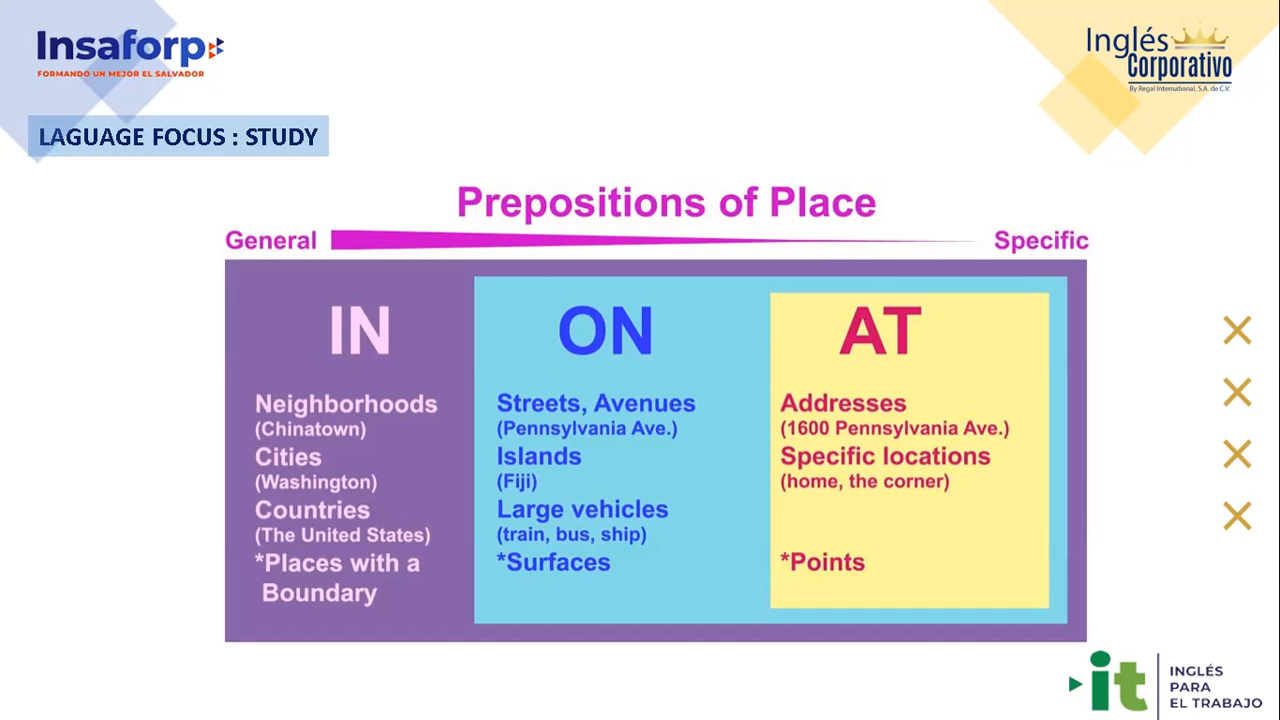 Insaforp
FORMANDO UN MEJOR EL SALVADOR
Inglés
Corporativo
By Regal International, S.A. de C.V.
LAGUAGE FOCUS : STUDY
Prepositions of Place
General
Specific
IN
Neighborhoods
(Chinatown)
Cities
(Washington)
Countries
(The United States)
*Places with a
Boundary
ON
Streets, Avenues
(Pennsylvania Ave.)
Islands
(Fiji)
Large vehicles
(train, bus, ship)
*Surfaces
AT
Addresses
(1600 Pennsylvania Ave.)
Specific locations
(home, the corner)
*Points
it
INGLÉS
PARA
EL TRABAJO